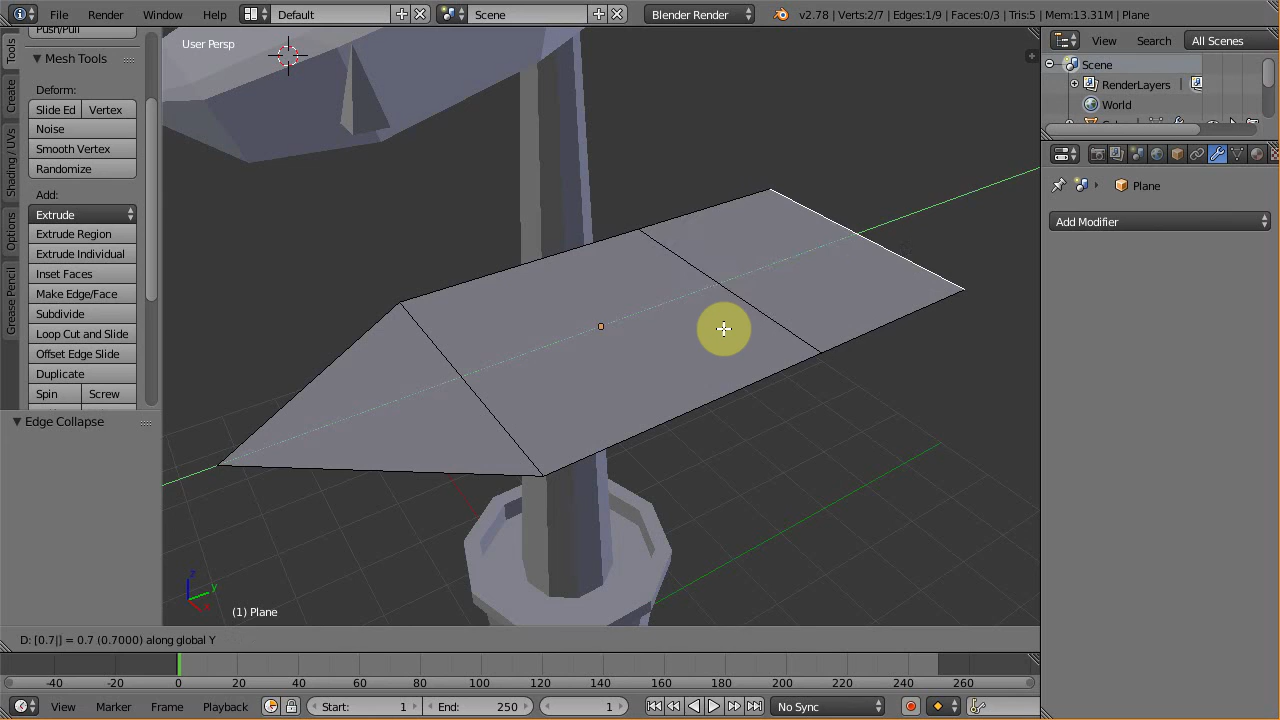 File Render Window Help Default Scene Blender Render v2.78 | Verts:2/7 | Edges:1/9 | Faces:0/3 | Tris:5 | Mem:13.31M | Plane
Push/Pull
Mesh Tools
Deform:
Slide Ed Vertex
Noise
Smooth Vertex
Randomize
Add:
Extrude
Extrude Region
Extrude Individual
Inset Faces
Make Edge/Face
Subdivide
Loop Cut and Slide
Offset Edge Slide
Duplicate
Spin Screw
Edge Collapse
Tools
Create
Shading / UVs
Options
Grease Pencil
User Persp
z
y
(1) Plane
View Search All Scenes
Scene
RenderLayers
World
Plane
Add Modifier
D: [0.7|] = 0.7 (0.7000) along global Y
-40 -20 0 20 40 60 80 100 120 140 160 180 200 220 240 260
View Marker Frame Playback Start: 1 End: 250 1 No Sync